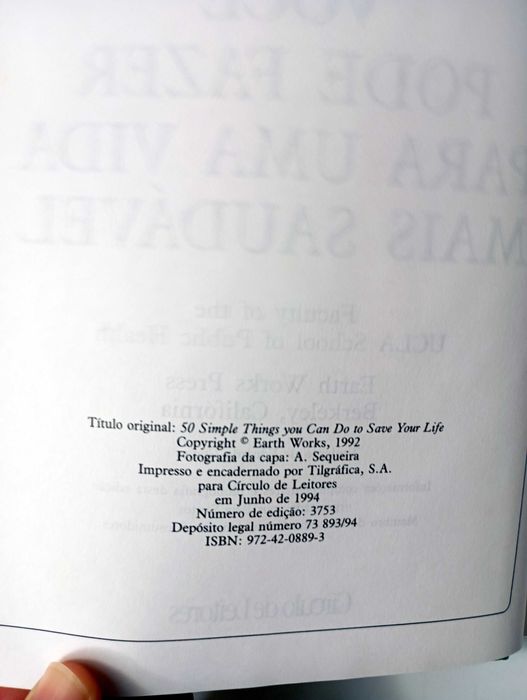 Título original: 50 Simple Things you Can Do to Save Your Life
Copyright © Earth Works, 1992
Fotografia da capa: A. Sequeira
Impresso e encadernado por Tilgráfica, S.A.
para Círculo de Leitores
em Junho de 1994
Número de edição: 3753
Depósito legal número 73 893/94
ISBN: 972-42-0889-3